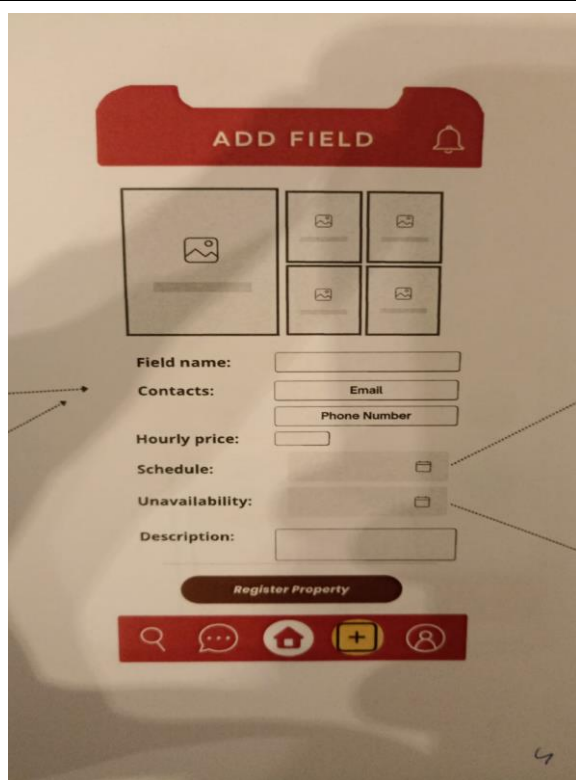 ADD FIELD
Field name:
Contacts: Email
Phone Number
Hourly price:
Schedule:
Unavailability:
Description:
Register Property
4